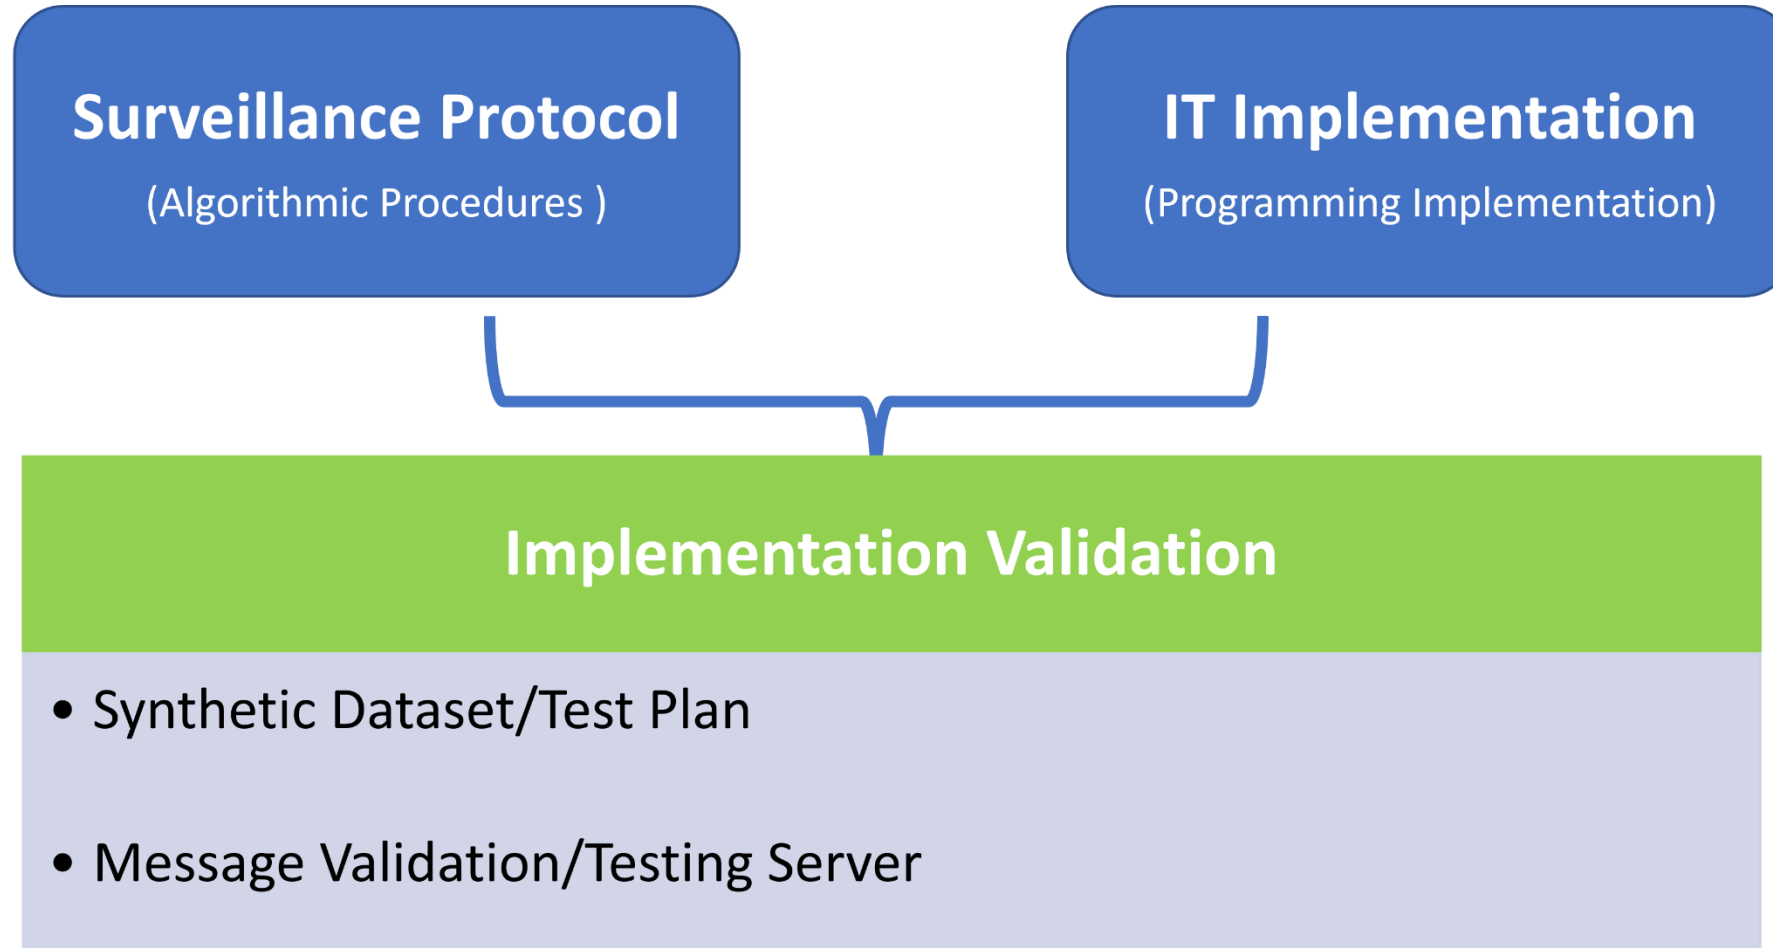 Surveillance Protocol
(Algorithmic Procedures )
IT Implementation
(Programming Implementation)
Implementation Validation
• Synthetic Dataset/Test Plan
• Message Validation/Testing Server